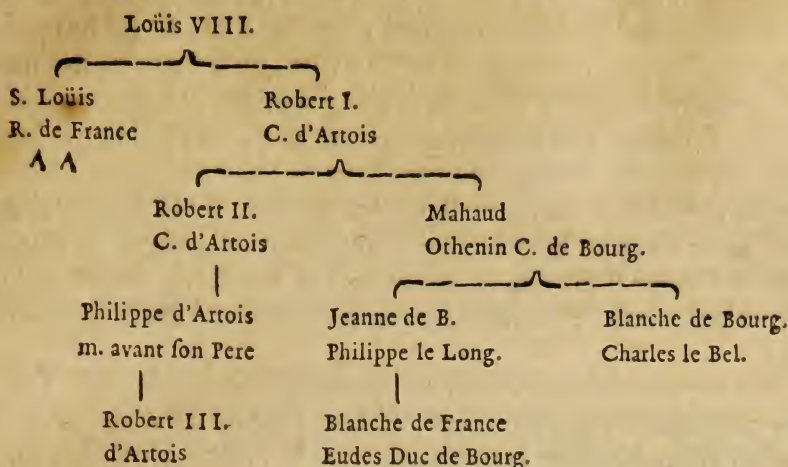 Loüis VIII.
S. Loüis
R. de France
A A
Robert I.
C. d'Artois
Robert II.
C. d'Artois
Mahaud
Othenin C. de Bourg.
Philippe d'Artois
m. avant ſon Pere
Jeanne de B.
Philippe le Long.
Blanche de Bourg.
Charles le Bel.
Robert III.
d'Artois
Blanche de France
Eudes Duc de Bourg.